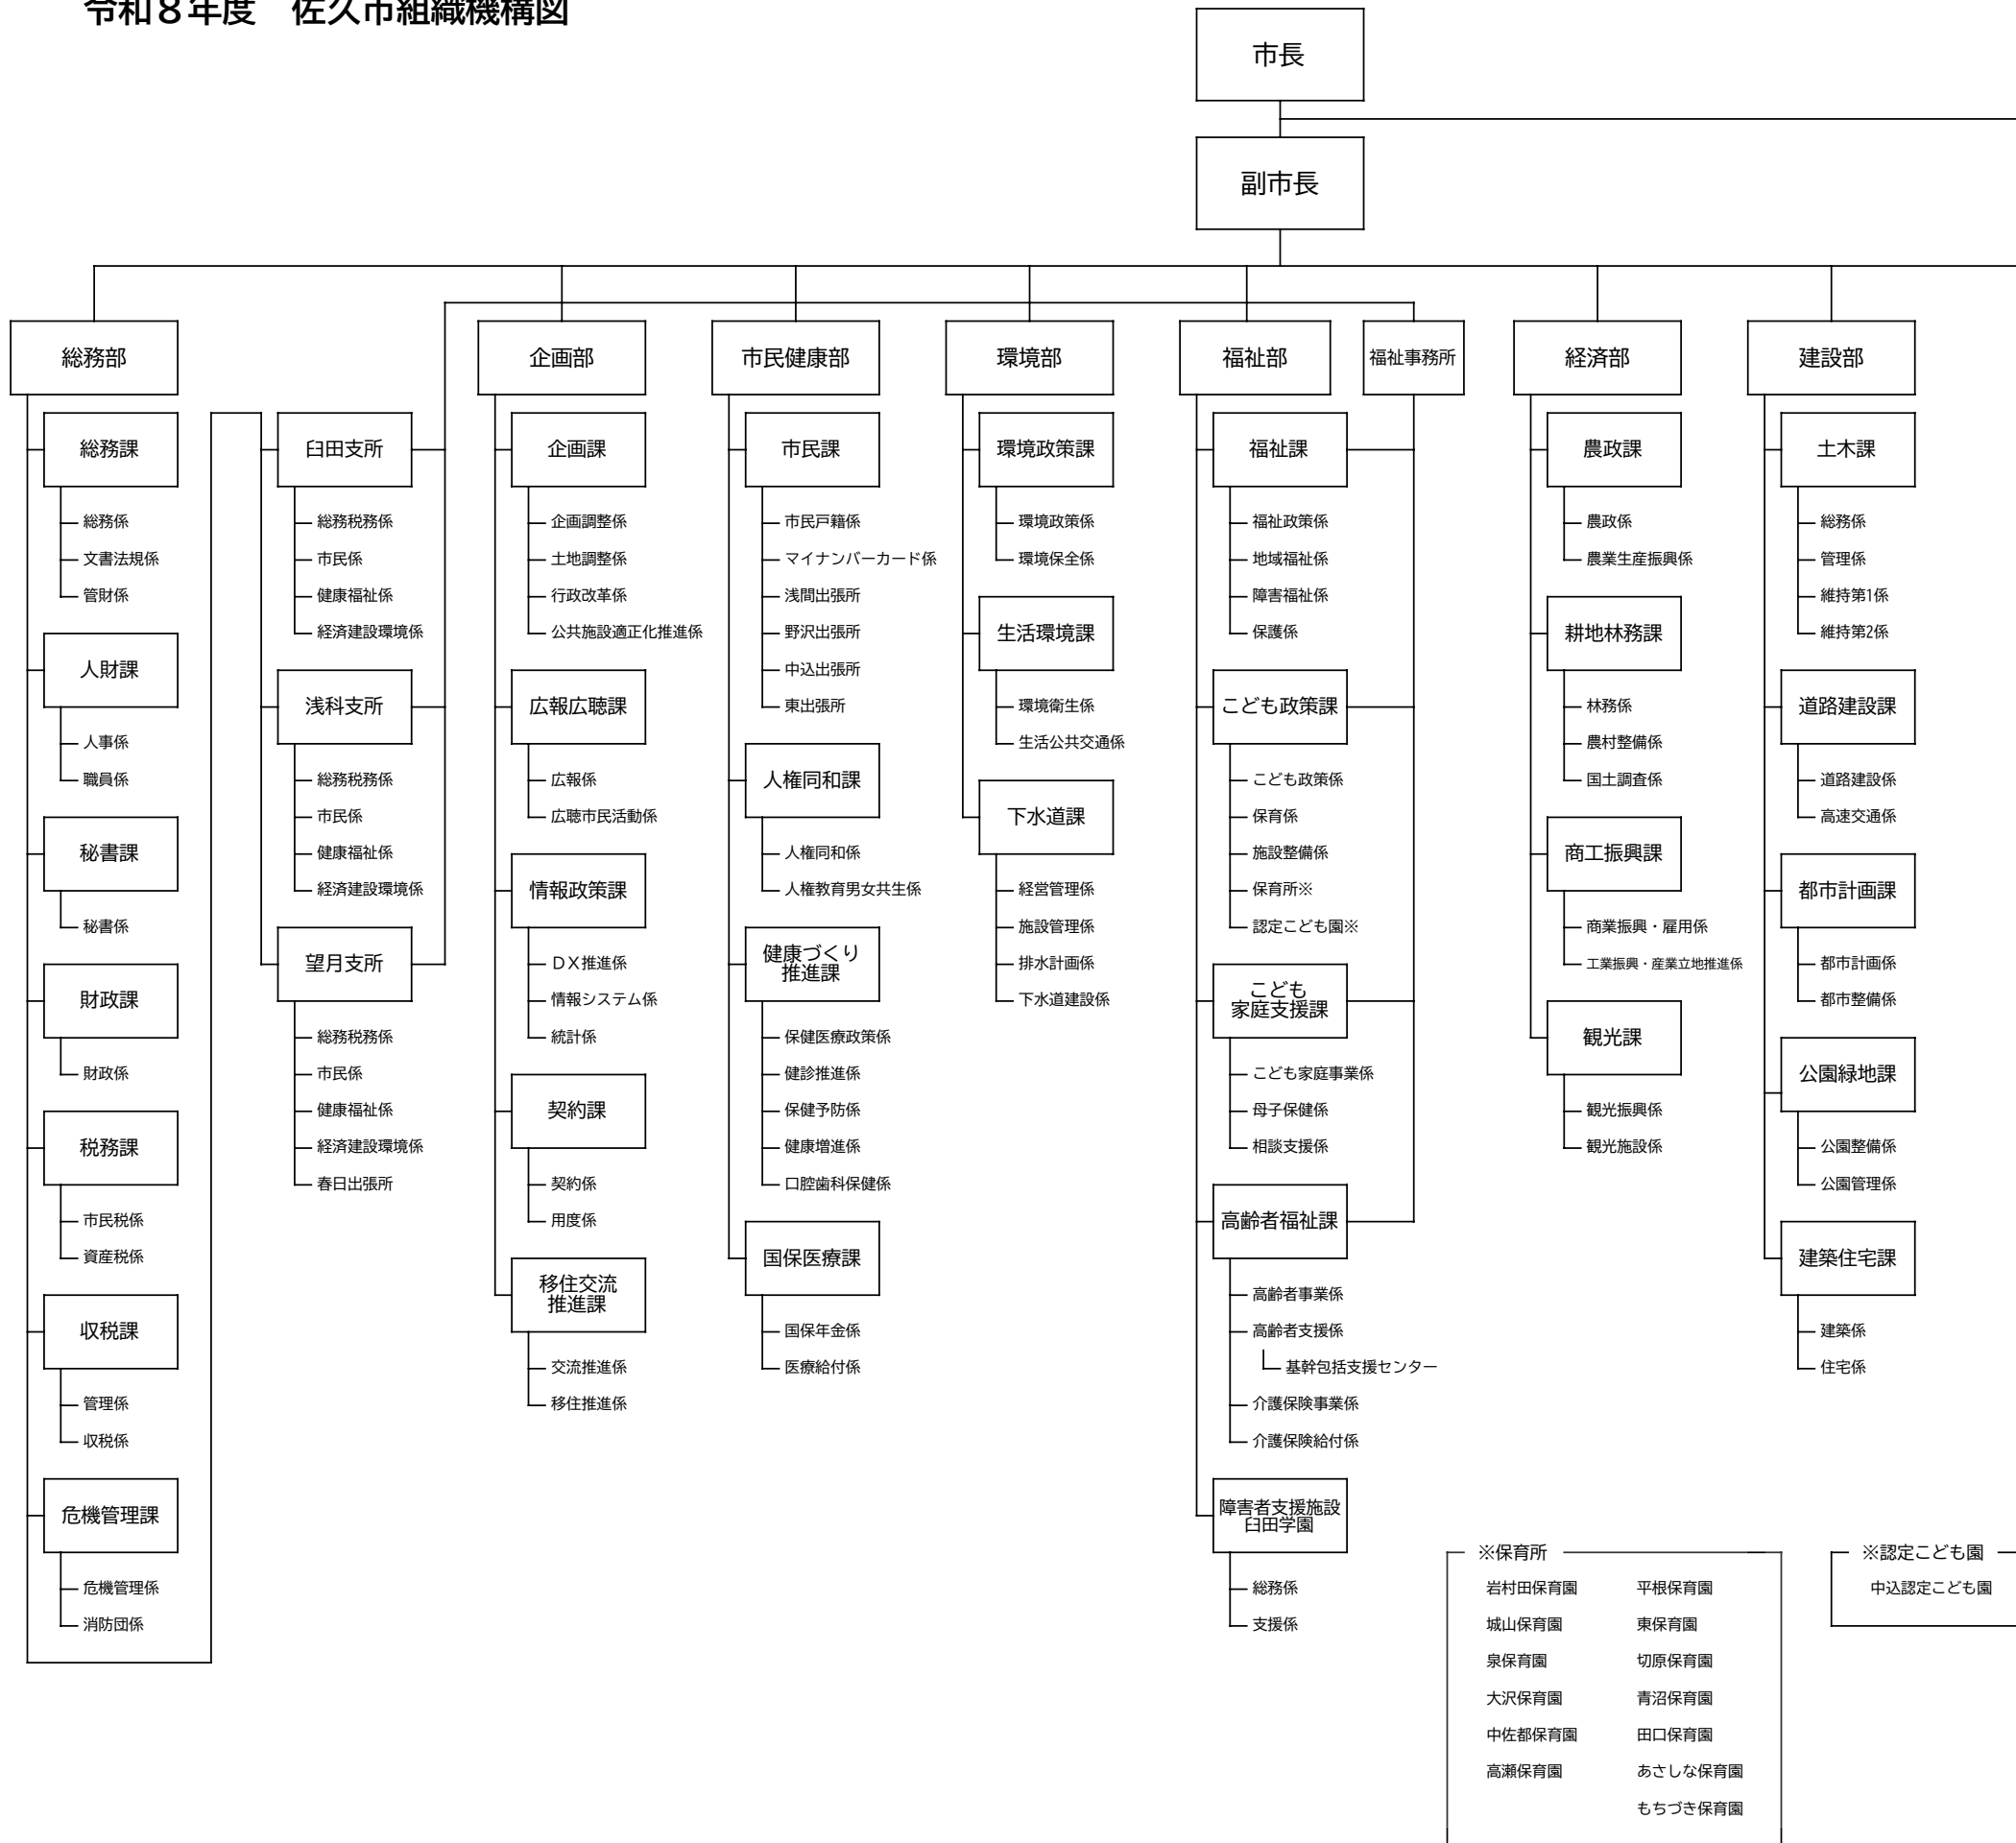 令和８年度　佐久市組織機構図
市長
副市長
総務部
総務課
総務係
文書法規係
管財係
人財課
人事係
職員係
秘書課
秘書係
財政課
財政係
税務課
市民税係
資産税係
収税課
管理係
収税係
危機管理課
危機管理係
消防団係
臼田支所
総務税務係
市民係
健康福祉係
経済建設環境係
浅科支所
総務税務係
市民係
健康福祉係
経済建設環境係
望月支所
総務税務係
市民係
健康福祉係
経済建設環境係
春日出張所
企画部
企画課
企画調整係
土地調整係
行政改革係
公共施設適正化推進係
広報広聴課
広報係
広聴市民活動係
情報政策課
ＤＸ推進係
情報システム係
統計係
契約課
契約係
用度係
移住交流
推進課
交流推進係
移住推進係
市民健康部
市民課
市民戸籍係
マイナンバーカード係
浅間出張所
野沢出張所
中込出張所
東出張所
人権同和課
人権同和係
人権教育男女共生係
健康づくり
推進課
保健医療政策係
健診推進係
保健予防係
健康増進係
口腔歯科保健係
国保医療課
国保年金係
医療給付係
環境部
環境政策課
環境政策係
環境保全係
生活環境課
環境衛生係
生活公共交通係
下水道課
経営管理係
施設管理係
排水計画係
下水道建設係
福祉部
福祉課
福祉政策係
地域福祉係
障害福祉係
保護係
こども政策課
こども政策係
保育係
施設整備係
保育所※
認定こども園※
こども
家庭支援課
こども家庭事業係
母子保健係
相談支援係
高齢者福祉課
高齢者事業係
高齢者支援係
基幹包括支援センター
介護保険事業係
介護保険給付係
障害者支援施設
臼田学園
総務係
支援係
福祉事務所
経済部
農政課
農政係
農業生産振興係
耕地林務課
林務係
農村整備係
国土調査係
商工振興課
商業振興・雇用係
工業振興・産業立地推進係
観光課
観光振興係
観光施設係
建設部
土木課
総務係
管理係
維持第1係
維持第2係
道路建設課
道路建設係
高速交通係
都市計画課
都市計画係
都市整備係
公園緑地課
公園整備係
公園管理係
建築住宅課
建築係
住宅係
※保育所
岩村田保育園　平根保育園
城山保育園　東保育園
泉保育園　切原保育園
大沢保育園　青沼保育園
中佐都保育園　田口保育園
高瀬保育園　あさしな保育園
もちづき保育園
※認定こども園
中込認定こども園